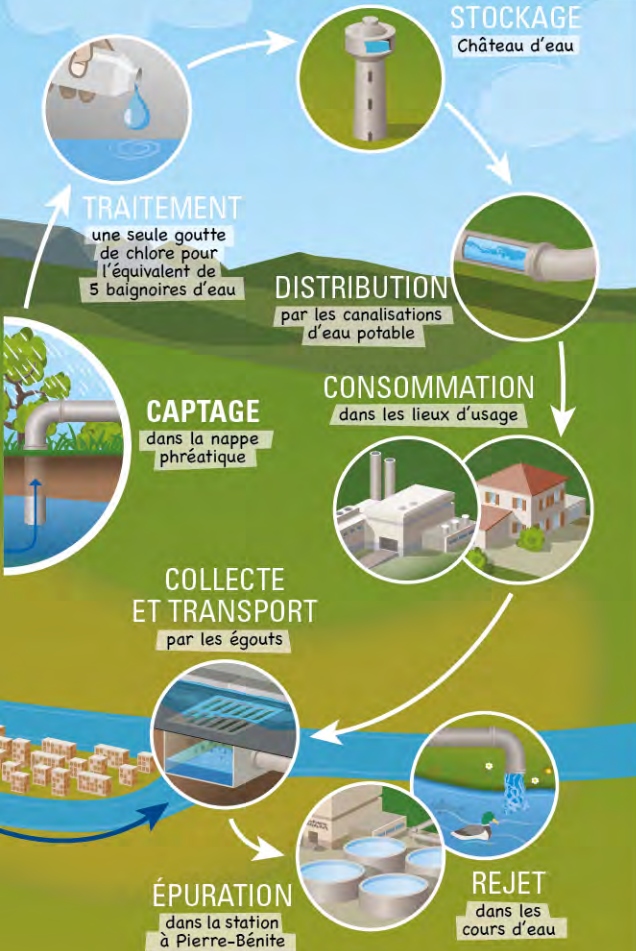 STOCKAGE
Château d'eau
TRAITEMENT
une seule goutte
de chlore pour
l'équivalent de
5 baignoires d'eau
DISTRIBUTION
par les canalisations
d'eau potable
CAPTAGE
dans la nappe
phréatique
CONSOMMATION
dans les lieux d'usage
COLLECTE
ET TRANSPORT
par les égouts
ÉPURATION
dans la station
à Pierre-Bénite
REJET
dans les
cours d'eau